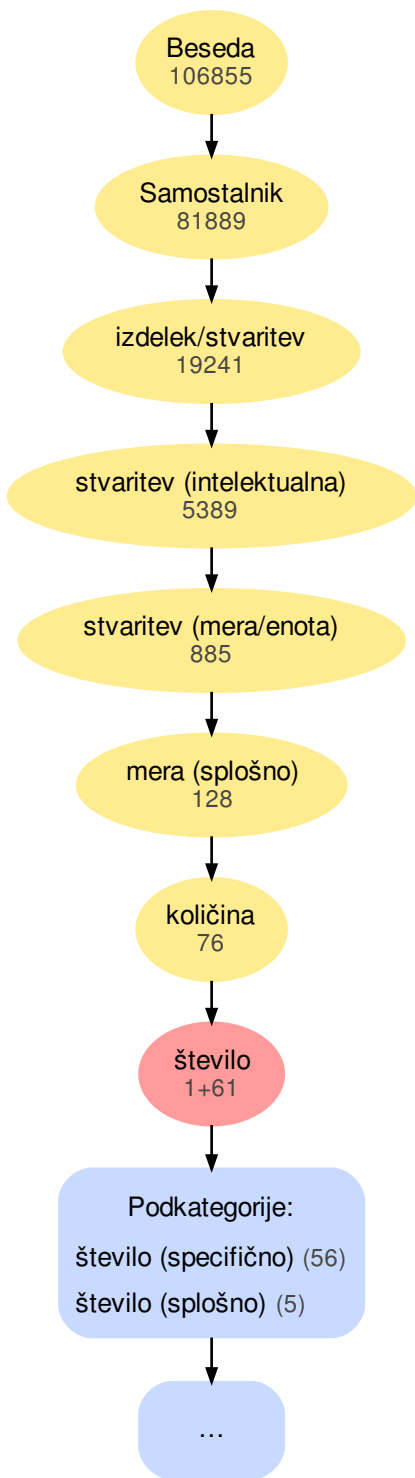 Beseda
106855
Samostalnik
81889
izdelek/stvaritev
19241
stvaritev (intelektualna)
5389
stvaritev (mera/enota)
885
mera (splošno)
128
količina
76
število
1+61
Podkategorije:
število (specifično) (56)
število (splošno) (5)
...